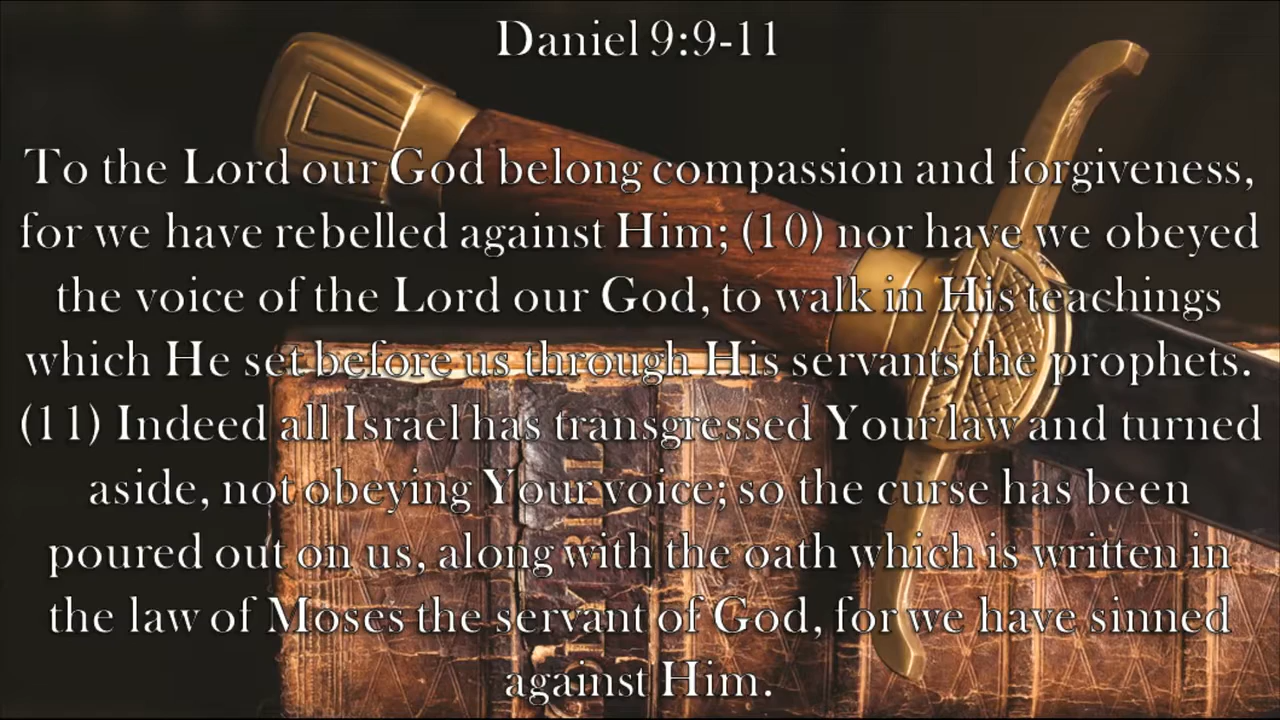 Daniel 9:9-11
To the Lord our God belong compassion and forgiveness,
for we have rebelled against Him; (10) nor have we obeyed
the voice of the Lord our God, to walk in His teachings
which He set before us through His servants the prophets.
(11) Indeed all Israel has transgressed Your law and turned
aside, not obeying Your voice; so the curse has been
poured out on us, along with the oath which is written in
the law of Moses the servant of God, for we have sinned
against Him.